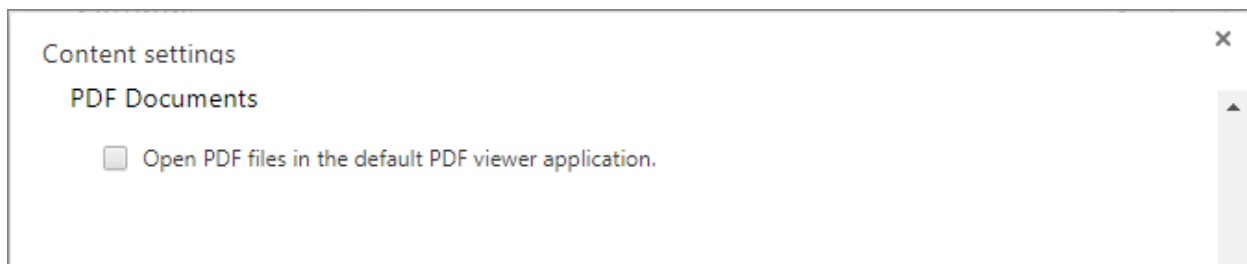 Content settings
PDF Documents
Open PDF files in the default PDF viewer application.